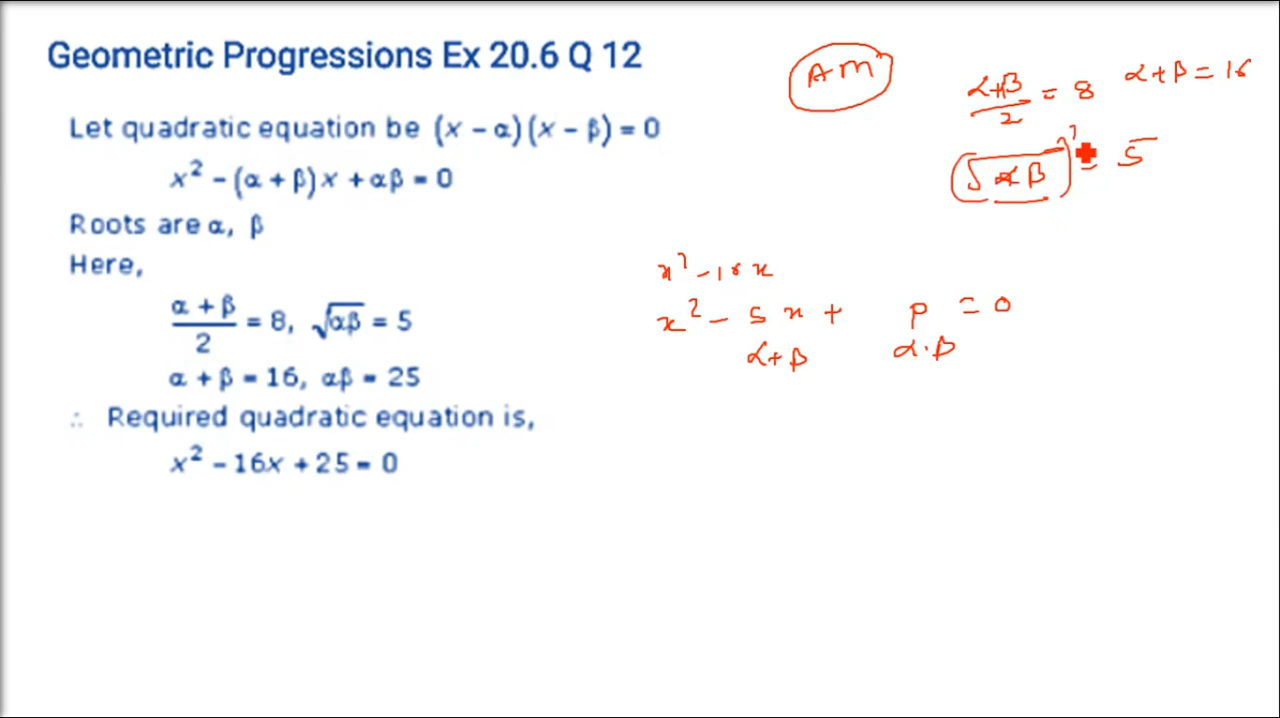 Geometric Progressions Ex 20.6 Q 12
Let quadratic equation be (x − α)(x − β) = 0
x² − (α + β)x + αβ = 0
Roots are α, β
Here,
(α + β)/2 = 8, √αβ = 5
α + β = 16, αβ = 25
∴ Required quadratic equation is,
x² − 16x + 25 = 0
AM
(α+β)/2 = 8 α+β = 16
(√αβ)² = 5
x² − 16x
x² − Sx + P = 0
α+β α.β